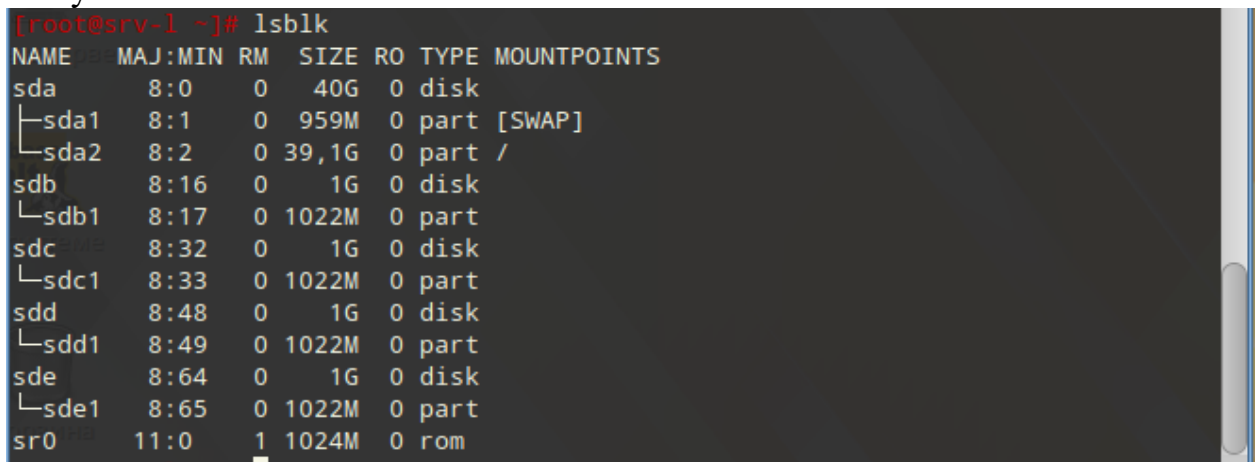 [root@srv-l ~]# lsblk
NAME MAJ:MIN RM SIZE RO TYPE MOUNTPOINTS
sda 8:0 0 40G 0 disk
├─sda1 8:1 0 959M 0 part [SWAP]
└─sda2 8:2 0 39,1G 0 part /
sdb 8:16 0 1G 0 disk
└─sdb1 8:17 0 1022M 0 part
sdc 8:32 0 1G 0 disk
└─sdc1 8:33 0 1022M 0 part
sdd 8:48 0 1G 0 disk
└─sdd1 8:49 0 1022M 0 part
sde 8:64 0 1G 0 disk
└─sde1 8:65 0 1022M 0 part
sr0 11:0 1 1024M 0 rom